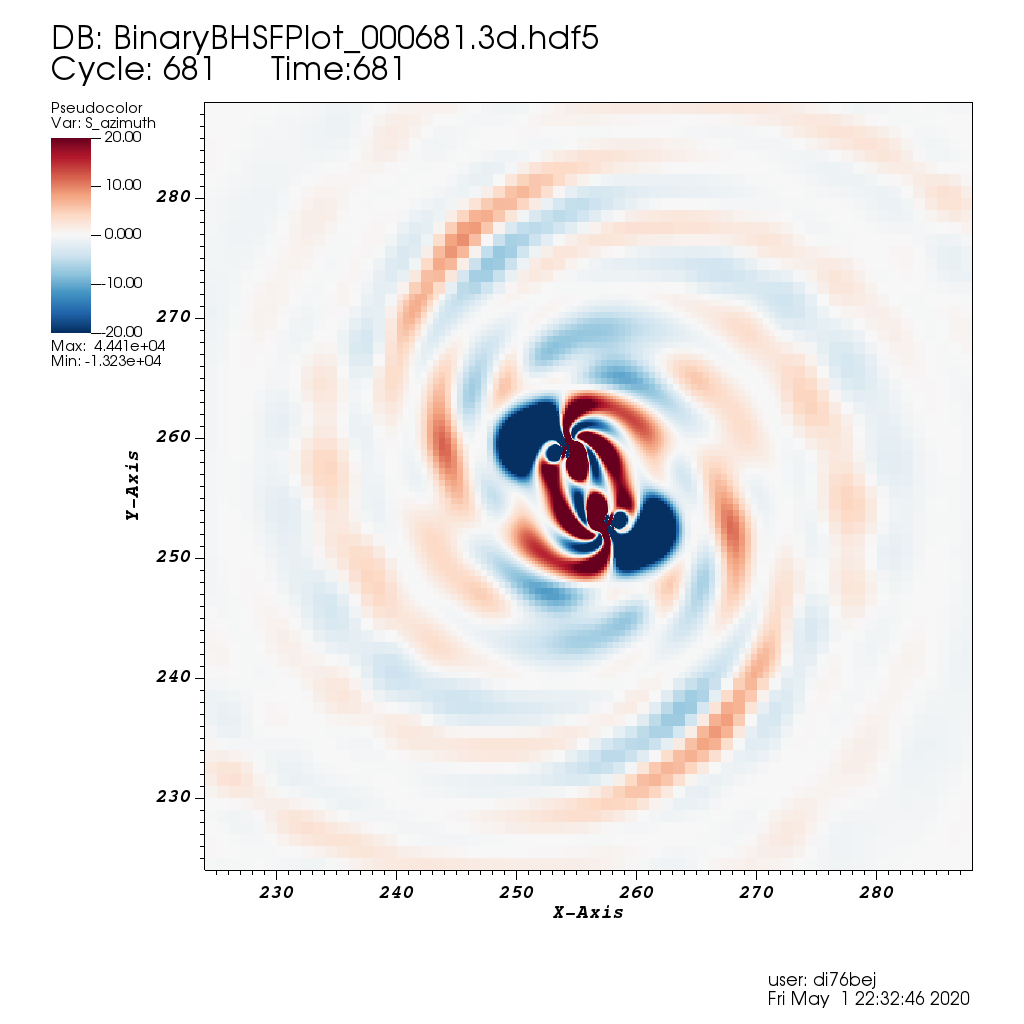 DB: BinaryBHSFPlot_000681.3d.hdf5
Cycle: 681 Time:681
Pseudocolor
Var: S_azimuth
20.00
10.00
0.000
-10.00
-20.00
Max: 4.441e+04
Min: -1.323e+04
280
270
260
250
240
230
Y-Axis
230 240 250 260 270 280
X-Axis
user: di76bej
Fri May 1 22:32:46 2020